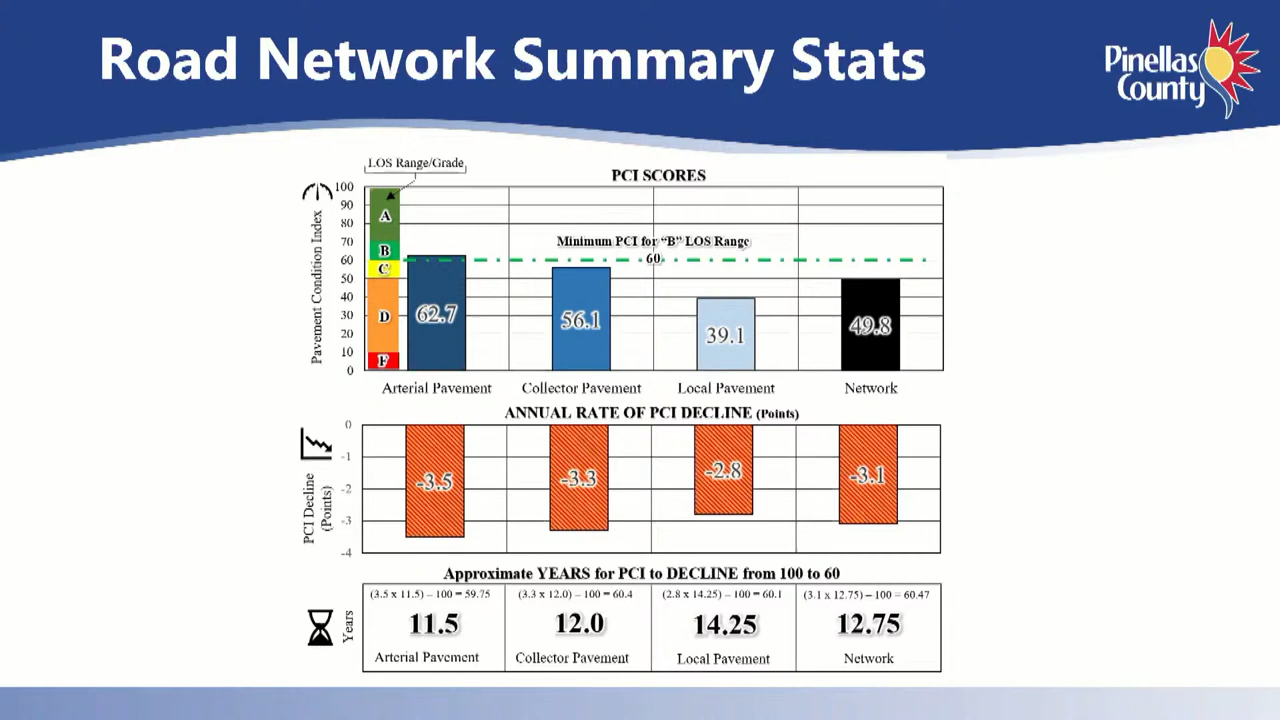 Road Network Summary Stats
Pinellas
County
LOS Range/Grade
PCI SCORES
Pavement Condition Index
100
90
80
70
60
50
40
30
20
10
0
A
B
C
D
F
Minimum PCI for “B” LOS Range
60
62.7
56.1
39.1
49.8
Arterial Pavement
Collector Pavement
Local Pavement
Network
ANNUAL RATE OF PCI DECLINE (Points)
PCI Decline
(Points)
0
-1
-2
-3
-4
-3.5
-3.3
-2.8
-3.1
Approximate YEARS for PCI to DECLINE from 100 to 60
Years
(3.5 x 11.5) – 100 = 59.75
11.5
Arterial Pavement
(3.3 x 12.0) – 100 = 60.4
12.0
Collector Pavement
(2.8 x 14.25) – 100 = 60.1
14.25
Local Pavement
(3.1 x 12.75) – 100 = 60.47
12.75
Network